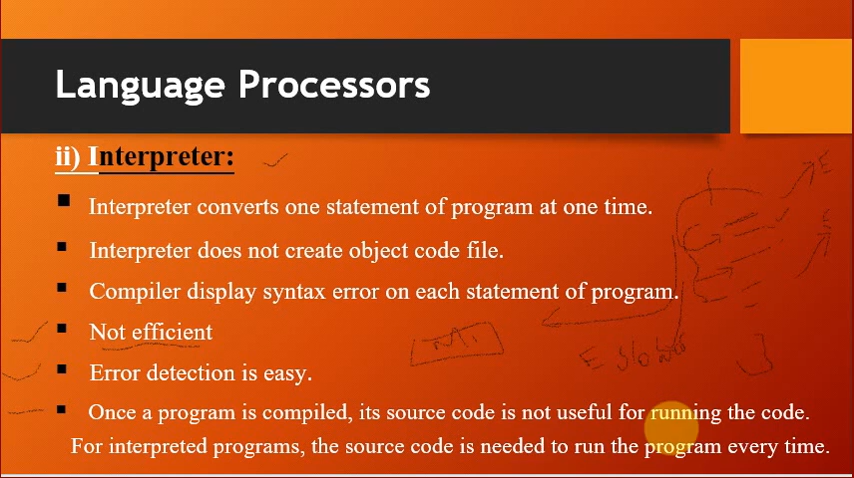 Language Processors
ii) Interpreter:
Interpreter converts one statement of program at one time.
Interpreter does not create object code file.
Compiler display syntax error on each statement of program.
Not efficient
Error detection is easy.
Once a program is compiled, its source code is not useful for running the code.
For interpreted programs, the source code is needed to run the program every time.